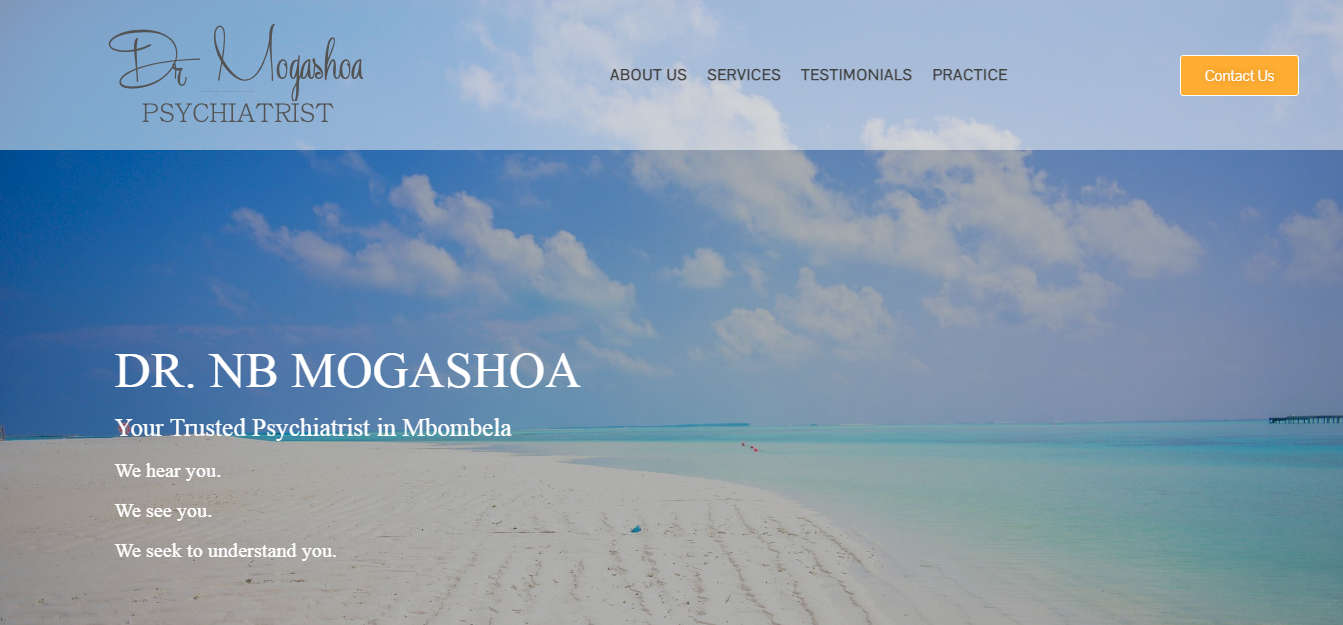 Dr Mogashoa
PSYCHIATRIST
ABOUT US SERVICES TESTIMONIALS PRACTICE
Contact Us
DR. NB MOGASHOA
Your Trusted Psychiatrist in Mbombela
We hear you.
We see you.
We seek to understand you.